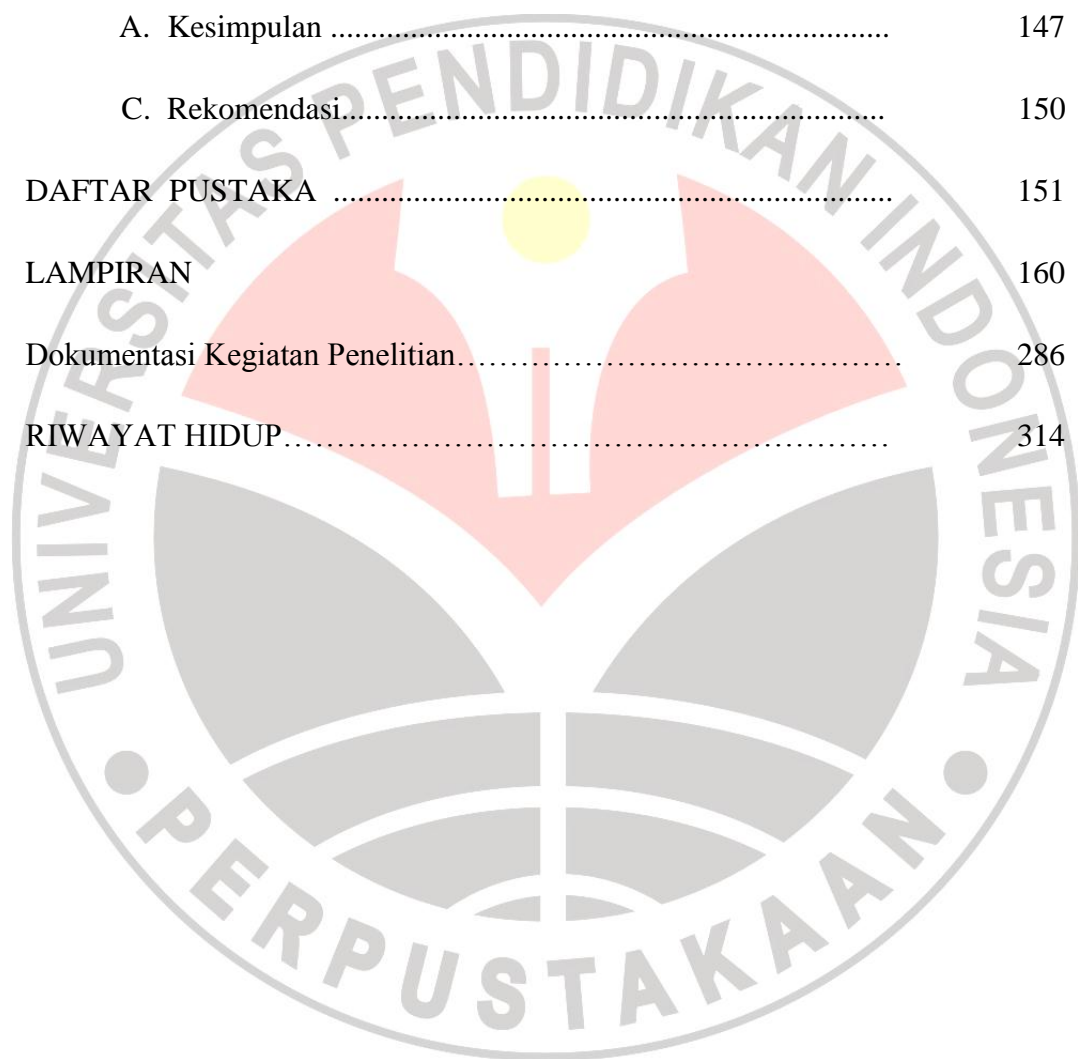 A. Kesimpulan ...................................................................... 147
C. Rekomendasi.................................................................... 150
DAFTAR PUSTAKA ...................................................................... 151
LAMPIRAN 160
Dokumentasi Kegiatan Penelitian…………………………………… 286
RIWAYAT HIDUP………………………………………………… 314
UNIVERSITAS PENDIDIKAN INDONESIA
PERPUSTAKAAN